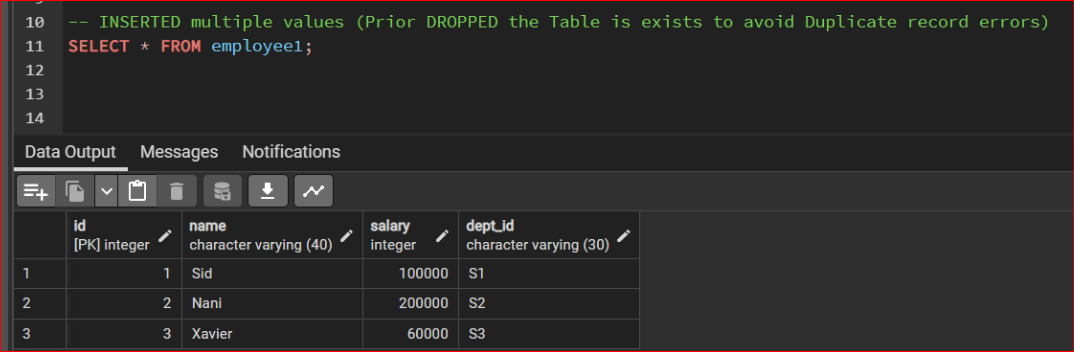 10 -- INSERTED multiple values (Prior DROPPED the Table is exists to avoid Duplicate record errors)
11 SELECT * FROM employee1;
12
13
14
Data Output Messages Notifications
id name salary dept_id
[PK] integer character varying (40) integer character varying (30)
1 1 Sid 100000 S1
2 2 Nani 200000 S2
3 3 Xavier 60000 S3